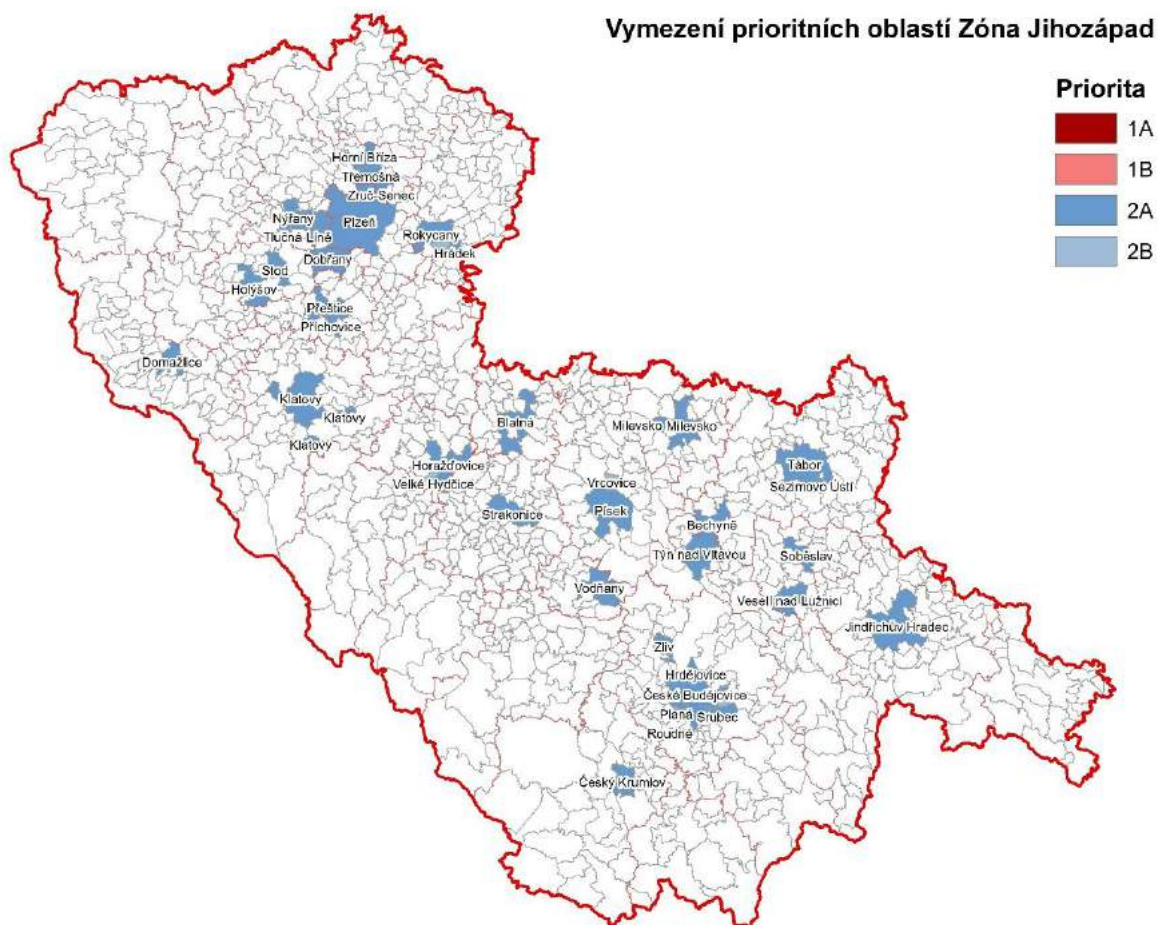 Vymezení prioritních oblastí Zóna Jihozápad
Priorita
1A
1B
2A
2B
Horní Bříza
Třemošná
Zruč-Senec
Nýřany
Plzeň
Tlučná Líně
Rokycany
Hrádek
Dobřany
Stod
Holýšov
Přeštice
Příchovice
Domažlice
Klatovy
Klatovy
Klatovy
Blatná
Milevsko Milevsko
Horažďovice
Velké Hydčice
Tábor
Sezimovo Ústí
Vrcovice
Písek
Strakonice
Bechyně
Týn nad Vltavou
Soběslav
Vodňany
Veselí nad Lužnicí
Jindřichův Hradec
Zliv
Hrdějovice
České Budějovice
Planá
Srubec
Roudné
Český Krumlov